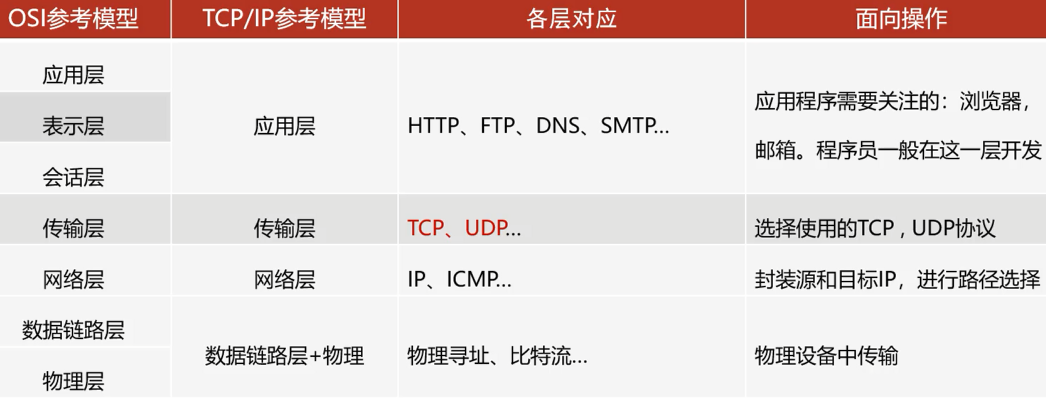 OSI参考模型 TCP/IP参考模型 各层对应 面向操作
应用层
表示层 应用层 HTTP、FTP、DNS、SMTP... 应用程序需要关注的：浏览器，
邮箱。程序员一般在这一层开发
会话层
传输层 传输层 TCP、UDP... 选择使用的TCP , UDP协议
网络层 网络层 IP、ICMP... 封装源和目标IP，进行路径选择
数据链路层
数据链路层+物理 物理寻址、比特流... 物理设备中传输
物理层